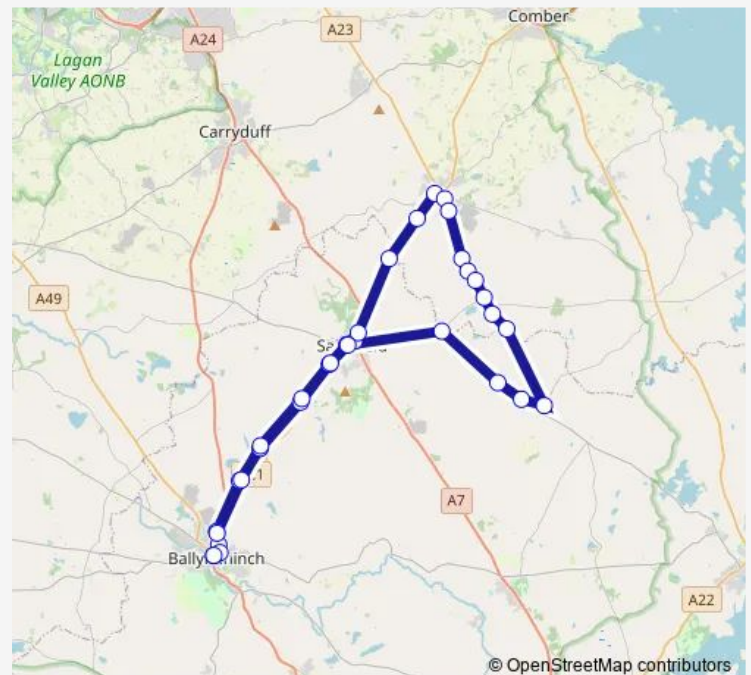 Comber
A23
A24
Lagan
Valley AONB
Carryduff
A49
A7
A22
© OpenStreetMap contributors